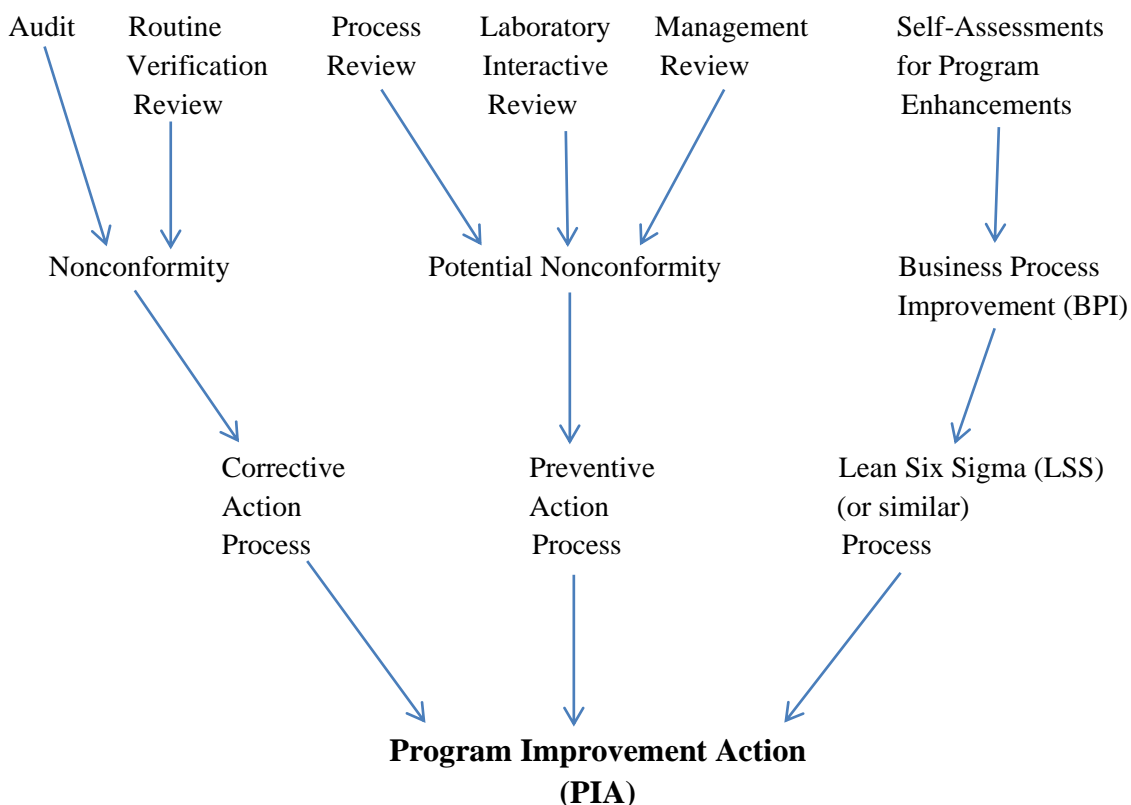 Audit
Routine
Verification
Review
Process
Review
Laboratory
Interactive
Review
Management
Review
Self-Assessments
for Program
Enhancements
Nonconformity
Potential Nonconformity
Business Process
Improvement (BPI)
Corrective
Action
Process
Preventive
Action
Process
Lean Six Sigma (LSS)
(or similar)
Process
Program Improvement Action
(PIA)